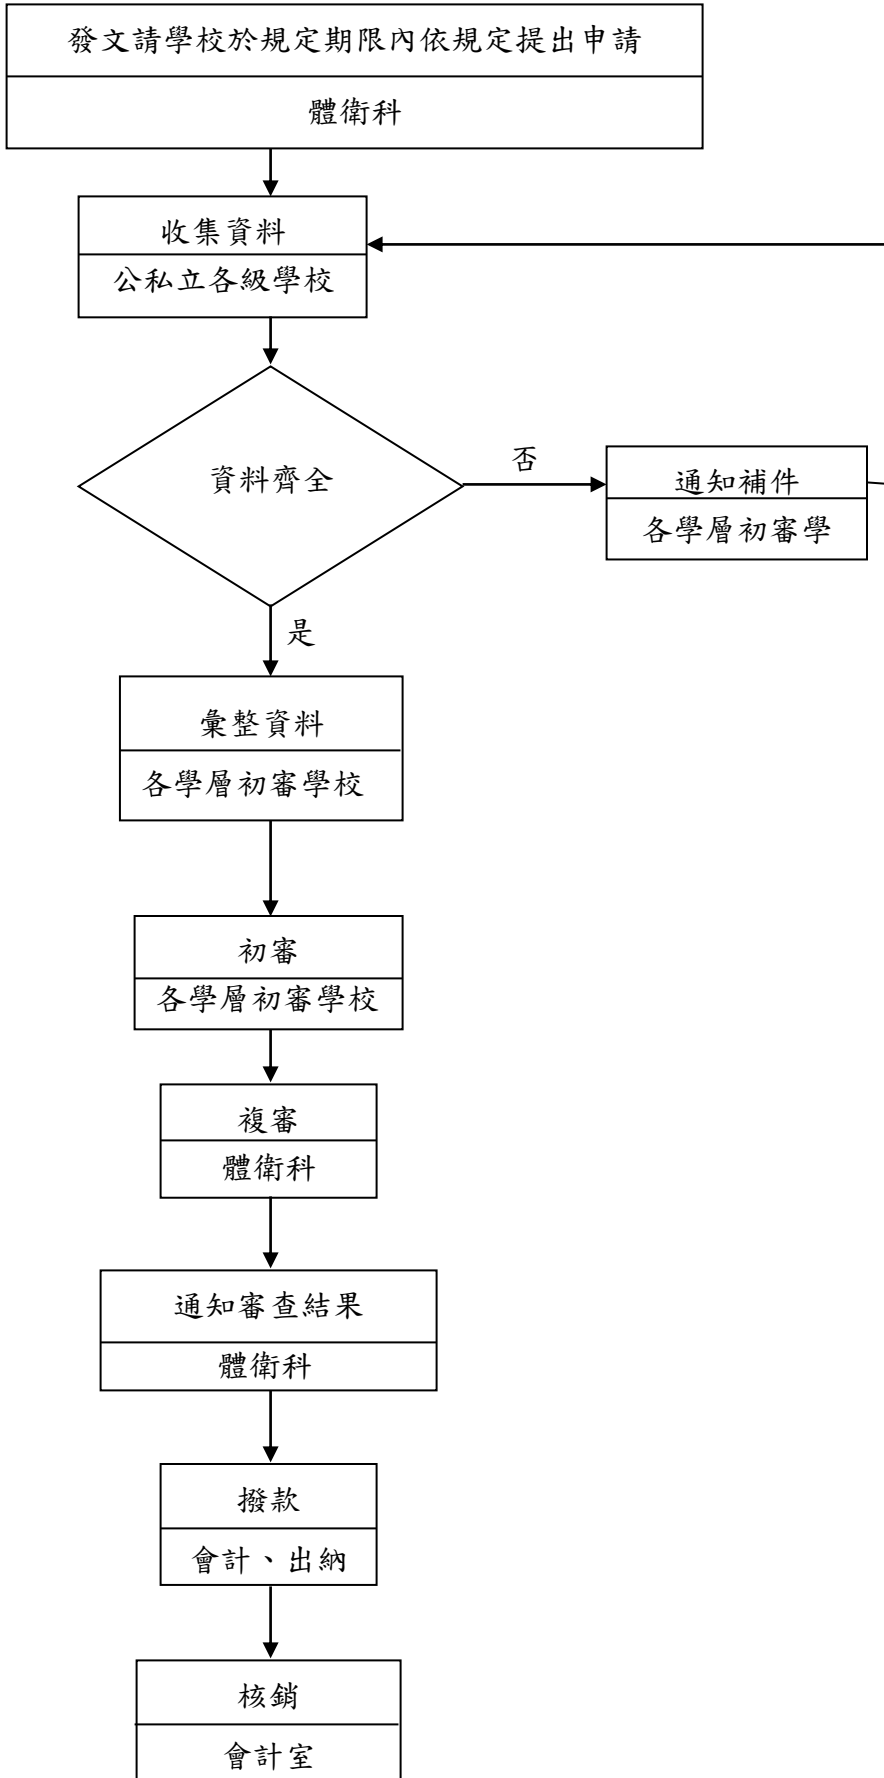 發文請學校於規定期限內依規定提出申請
體衛科
收集資料
公私立各級學校
資料齊全
否
通知補件
各學層初審學
是
彙整資料
各學層初審學校
初審
各學層初審學校
複審
體衛科
通知審查結果
體衛科
撥款
會計、出納
核銷
會計室